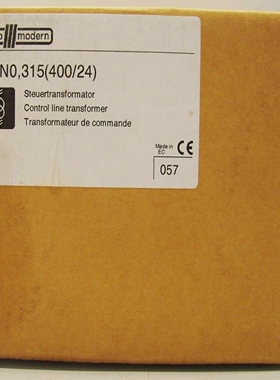 modern
N0,315(400/24)
Steuertransformator
Control line transformer
Transformateur de commande
Made in
EC
CE
057